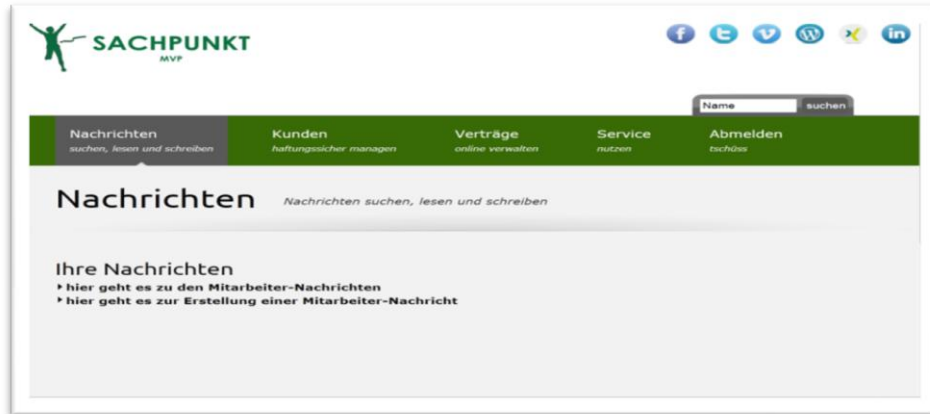 SACHPUNKT
MVP
f t v W X in
Name suchen
Nachrichten Kunden Verträge Service Abmelden
suchen, lesen und schreiben haftungssicher managen online verwalten nutzen tschüss
Nachrichten Nachrichten suchen, lesen und schreiben
Ihre Nachrichten
hier geht es zu den Mitarbeiter-Nachrichten
hier geht es zur Erstellung einer Mitarbeiter-Nachricht